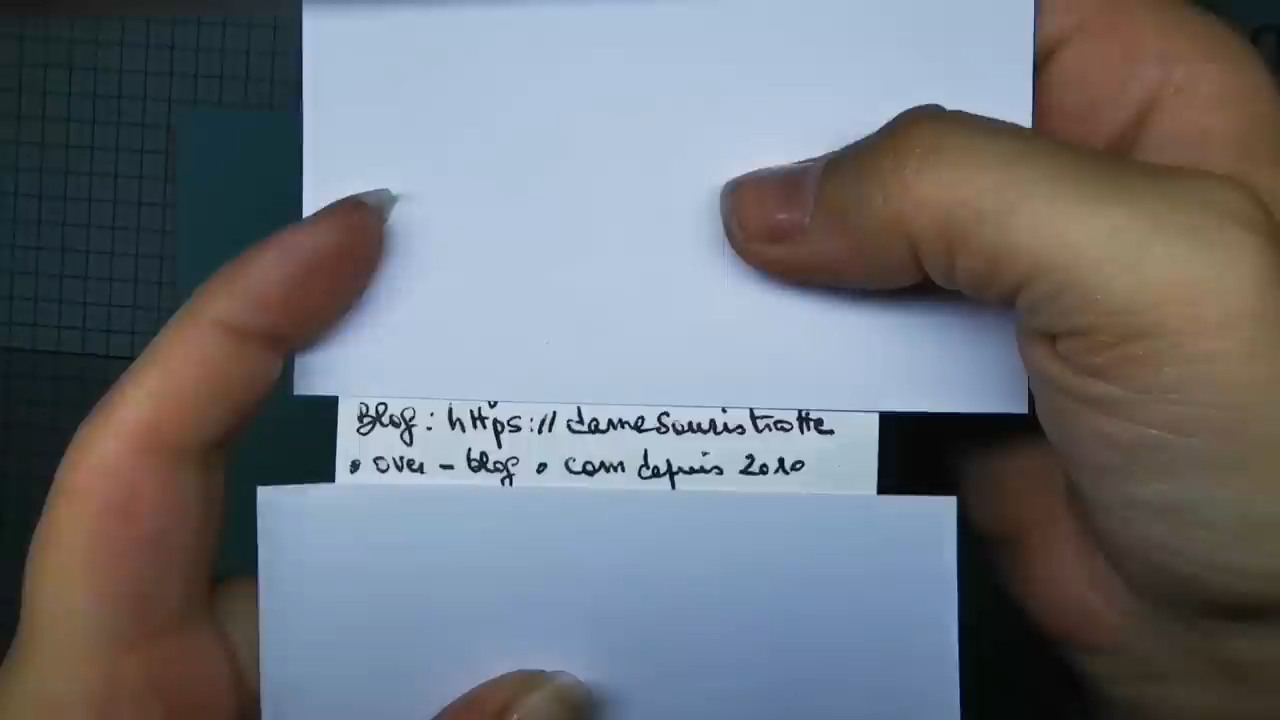 Blog : https://damesouristrotte
. over - blog . com depuis 2010